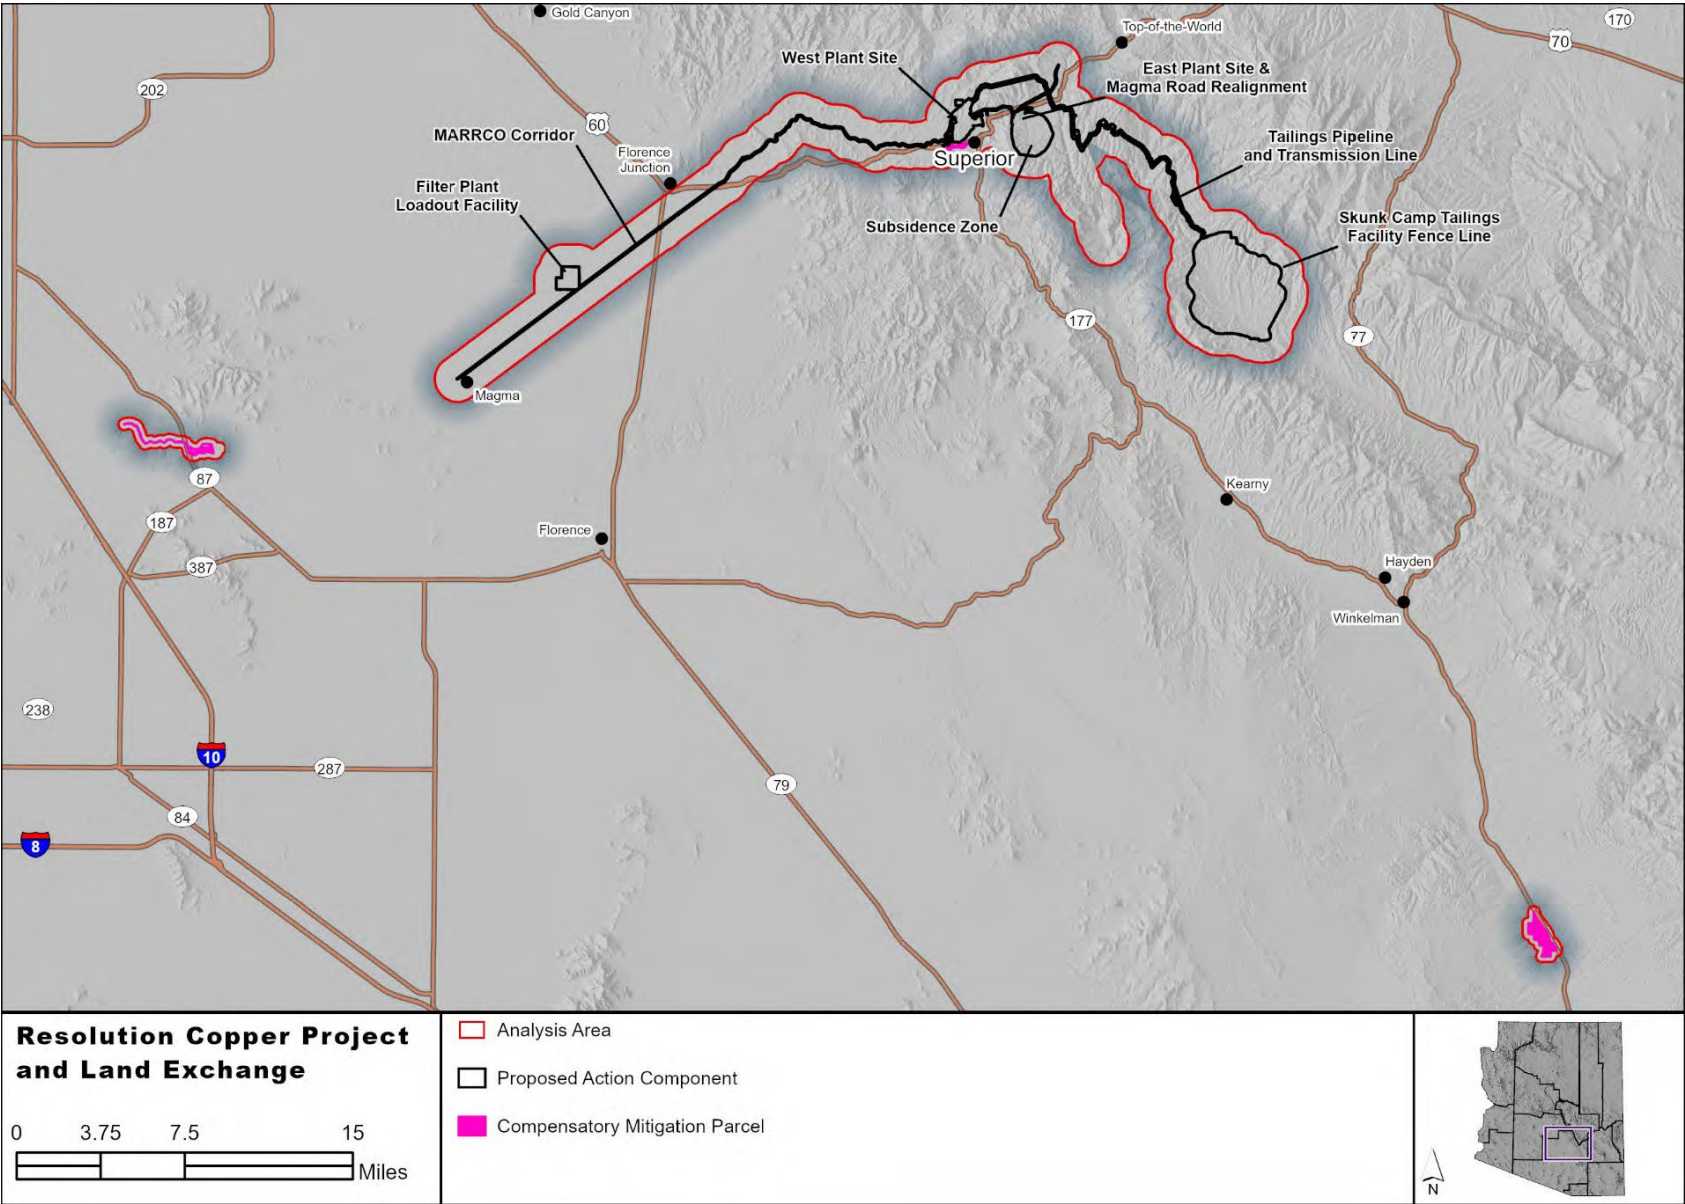 Gold Canyon
170
Top-of-the-World
70
West Plant Site
East Plant Site &
Magma Road Realignment
202
60
MARRCO Corridor
Tailings Pipeline
and Transmission Line
Florence
Junction
Superior
Filter Plant
Loadout Facility
Subsidence Zone
Skunk Camp Tailings
Facility Fence Line
177
77
Magma
87
Kearny
187
Florence
387
Hayden
Winkelman
238
10
287
79
84
8
Resolution Copper Project
and Land Exchange
0 3.75 7.5 15
Miles
Analysis Area
Proposed Action Component
Compensatory Mitigation Parcel
N